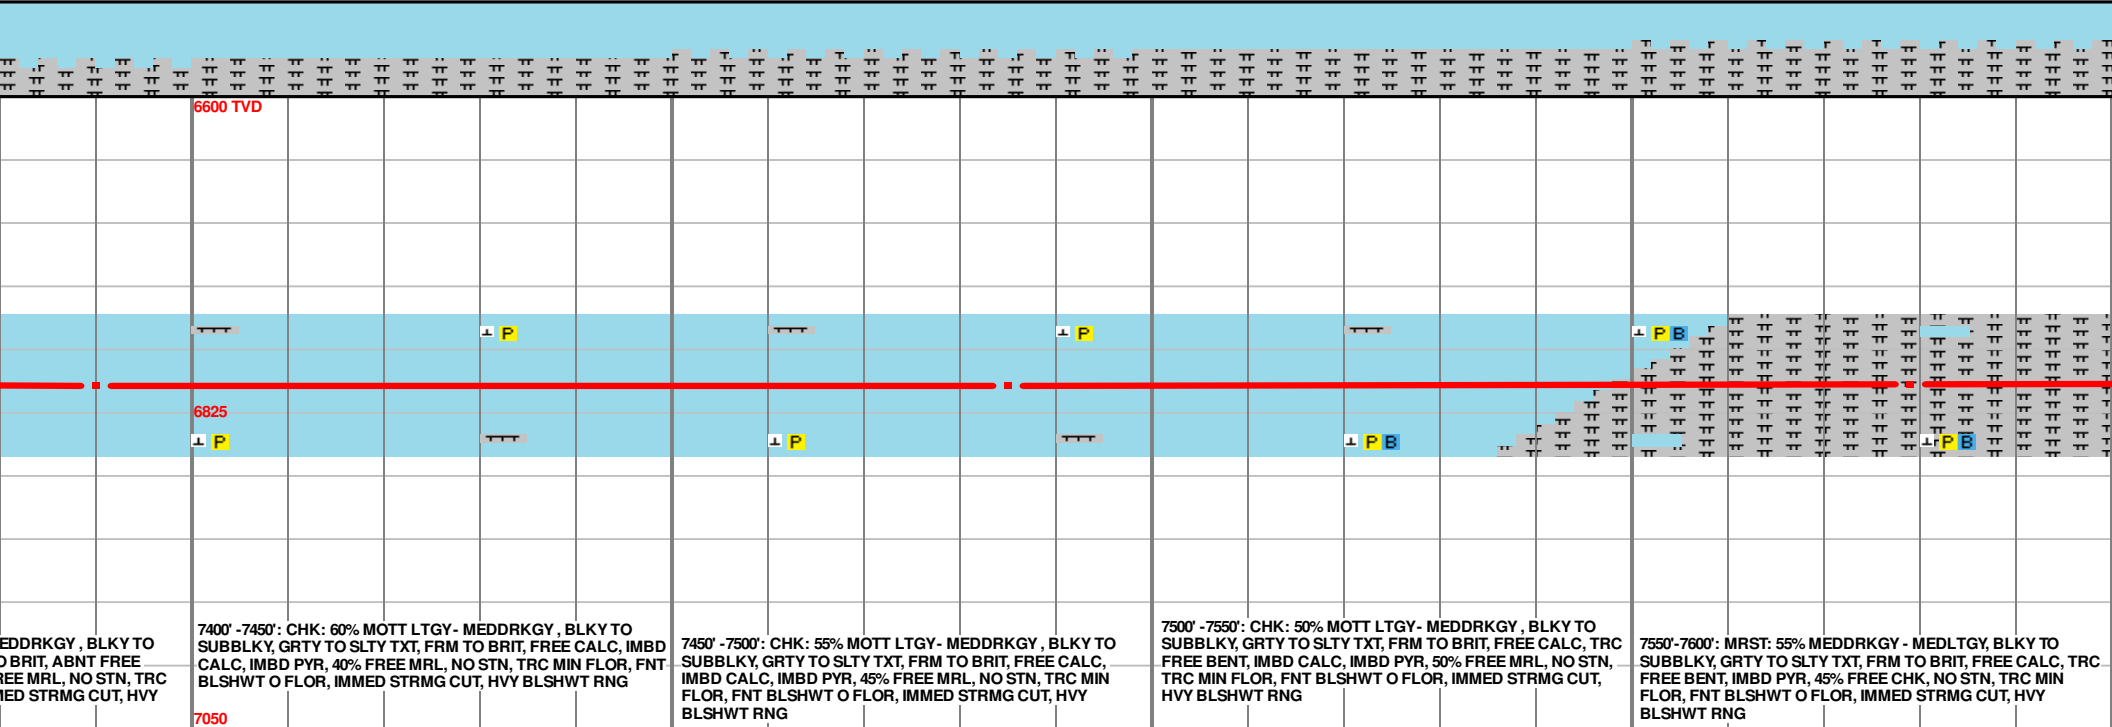 6600 TVD
P
P
P B
6825
P
P
P B
P B
EDDRKGY , BLKY TO
O BRIT, ABNT FREE
REE MRL, NO STN, TRC
MED STRMG CUT, HVY
7400' -7450': CHK: 60% MOTT LTGY- MEDDRKGY , BLKY TO
SUBBLKY, GRTY TO SLTY TXT, FRM TO BRIT, FREE CALC, IMBD
CALC, IMBD PYR, 40% FREE MRL, NO STN, TRC MIN FLOR, FNT
BLSHWT O FLOR, IMMED STRMG CUT, HVY BLSHWT RNG
7450' -7500': CHK: 55% MOTT LTGY- MEDDRKGY , BLKY TO
SUBBLKY, GRTY TO SLTY TXT, FRM TO BRIT, FREE CALC,
IMBD CALC, IMBD PYR, 45% FREE MRL, NO STN, TRC MIN
FLOR, FNT BLSHWT O FLOR, IMMED STRMG CUT, HVY
BLSHWT RNG
7500' -7550': CHK: 50% MOTT LTGY- MEDDRKGY , BLKY TO
SUBBLKY, GRTY TO SLTY TXT, FRM TO BRIT, FREE CALC, TRC
FREE BENT, IMBD CALC, IMBD PYR, 50% FREE MRL, NO STN,
TRC MIN FLOR, FNT BLSHWT O FLOR, IMMED STRMG CUT,
HVY BLSHWT RNG
7550'-7600': MRST: 55% MEDDRKGY - MEDLTGY, BLKY TO
SUBBLKY, GRTY TO SLTY TXT, FRM TO BRIT, FREE CALC, TRC
FREE BENT, IMBD PYR, 45% FREE CHK, NO STN, TRC MIN
FLOR, FNT BLSHWT O FLOR, IMMED STRMG CUT, HVY
BLSHWT RNG
7050